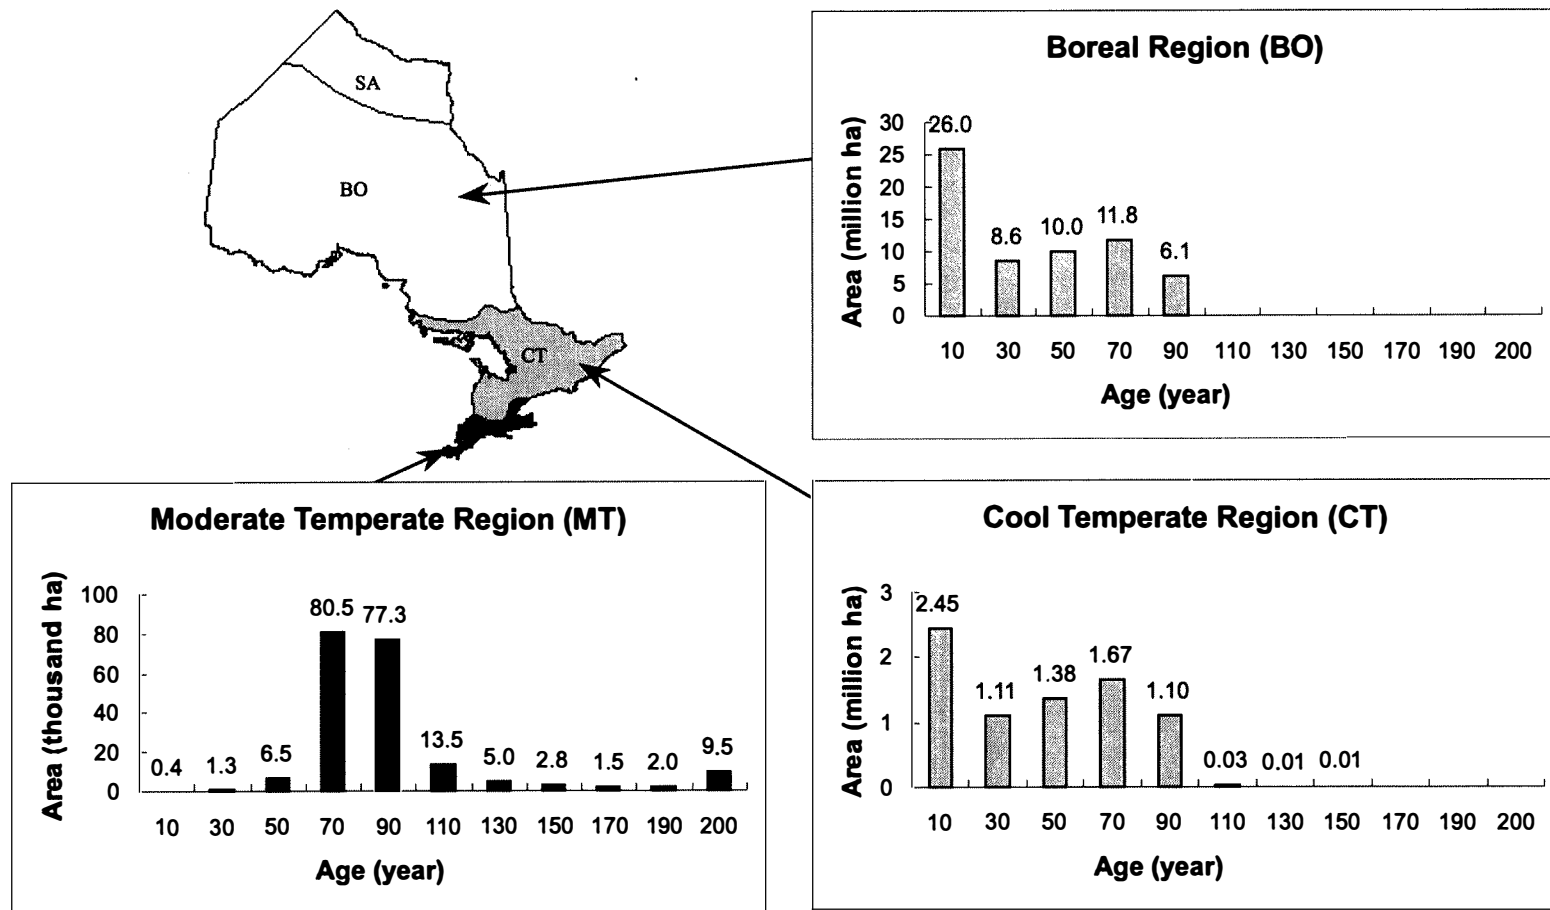 SA
BO
CT
Boreal Region (BO)
Area (million ha)
30
25
20
15
10
5
0
26.0
8.6
10.0
11.8
6.1
10 30 50 70 90 110 130 150 170 190 200
Age (year)
Moderate Temperate Region (MT)
Area (thousand ha)
100
80
60
40
20
0
0.4 1.3 6.5 80.5 77.3 13.5 5.0 2.8 1.5 2.0 9.5
10 30 50 70 90 110 130 150 170 190 200
Age (year)
Cool Temperate Region (CT)
Area (million ha)
3
2
1
0
2.45 1.11 1.38 1.67 1.10 0.03 0.01 0.01
10 30 50 70 90 110 130 150 170 190 200
Age (year)